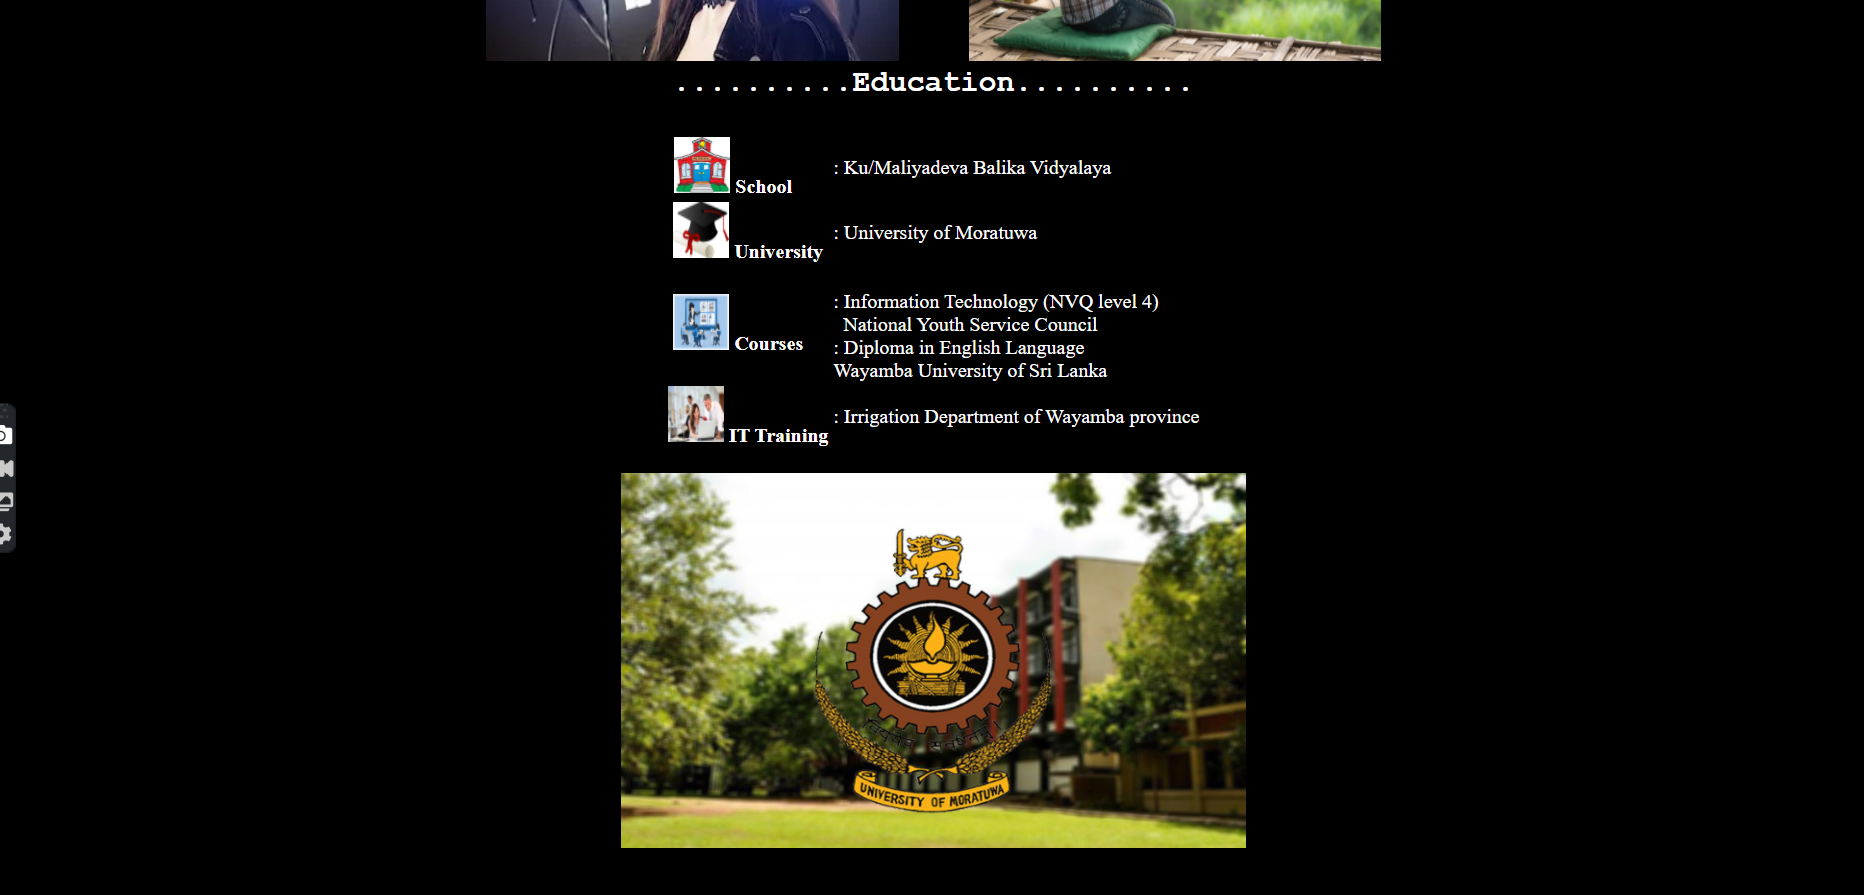 ..........Education..........
School : Ku/Maliyadeva Balika Vidyalaya
University : University of Moratuwa
: Information Technology (NVQ level 4)
National Youth Service Council
Courses : Diploma in English Language
Wayamba University of Sri Lanka
IT Training : Irrigation Department of Wayamba province
UNIVERSITY OF MORATUWA